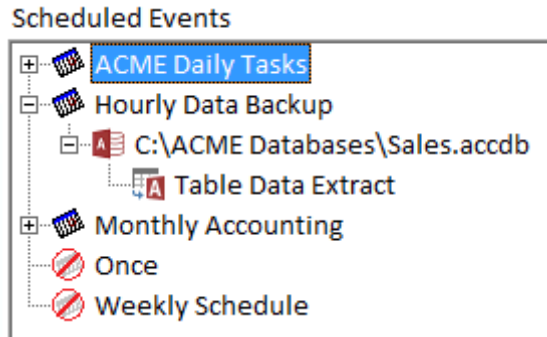 Scheduled Events
ACME Daily Tasks
Hourly Data Backup
C:\ACME Databases\Sales.accdb
Table Data Extract
Monthly Accounting
Once
Weekly Schedule